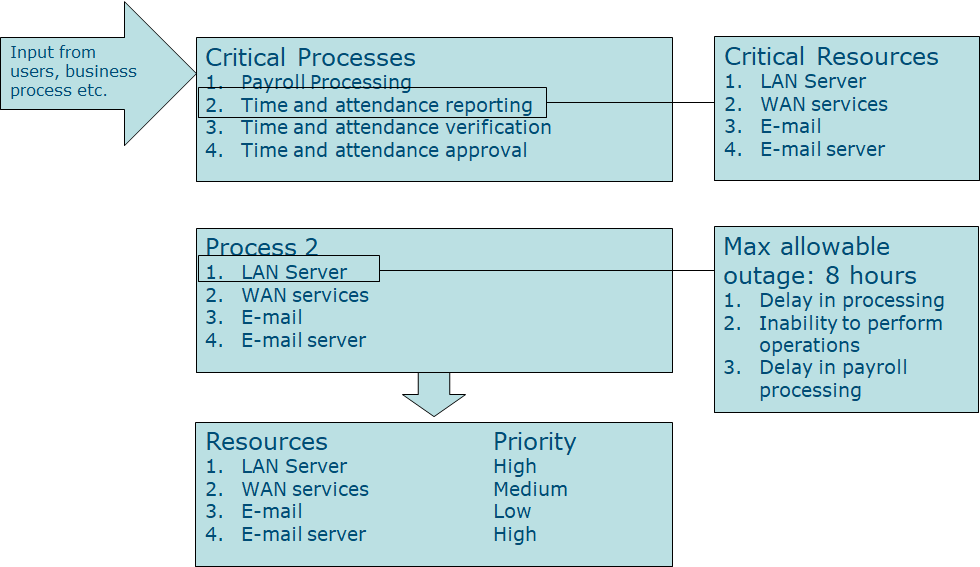 Input from
users, business
process etc.
Critical Processes
1. Payroll Processing
2. Time and attendance reporting
3. Time and attendance verification
4. Time and attendance approval
Critical Resources
1. LAN Server
2. WAN services
3. E-mail
4. E-mail server
Process 2
1. LAN Server
2. WAN services
3. E-mail
4. E-mail server
Max allowable
outage: 8 hours
1. Delay in processing
2. Inability to perform
operations
3. Delay in payroll
processing
Resources Priority
1. LAN Server High
2. WAN services Medium
3. E-mail Low
4. E-mail server High